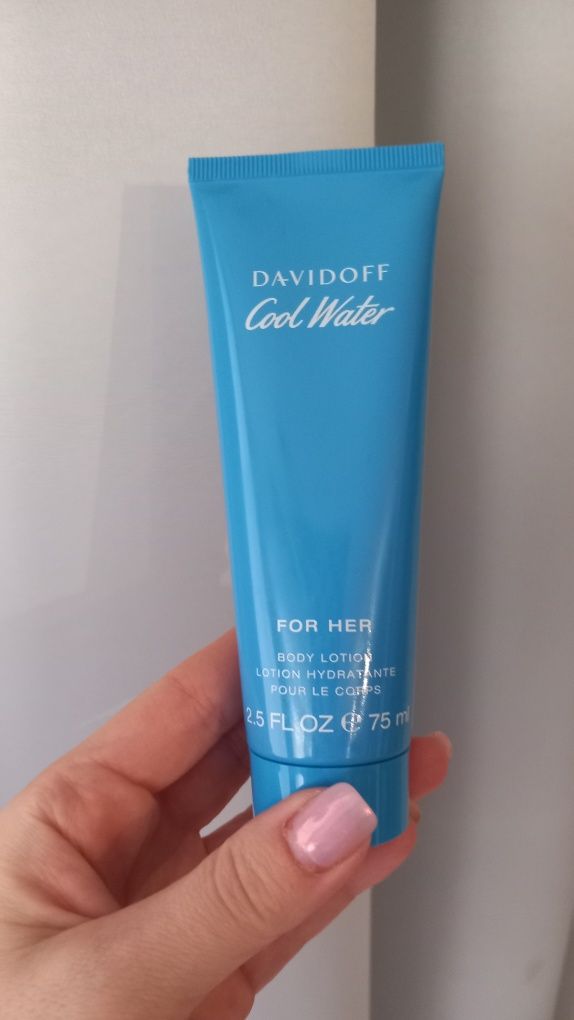 DAVIDOFF
Cool Water
FOR HER
BODY LOTION
LOTION HYDRATANTE
POUR LE CORPS
2.5 FL OZ ℮ 75 ml